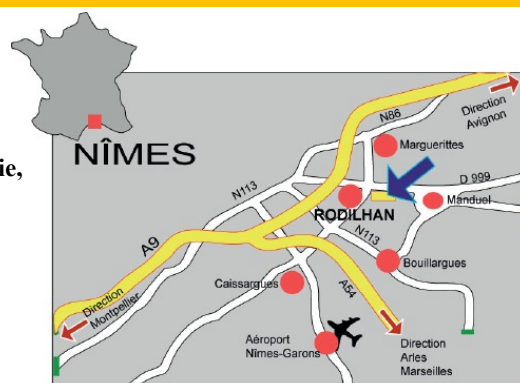 ie,
NÎMES
N86
Direction
Avignon
Marguerittes
D 999
Manduel
RODILHAN
N113
N113
Bouillargues
A9
Caissargues
A54
Direction
Montpellier
Aéroport
Nîmes-Garons
Direction
Arles
Marseilles